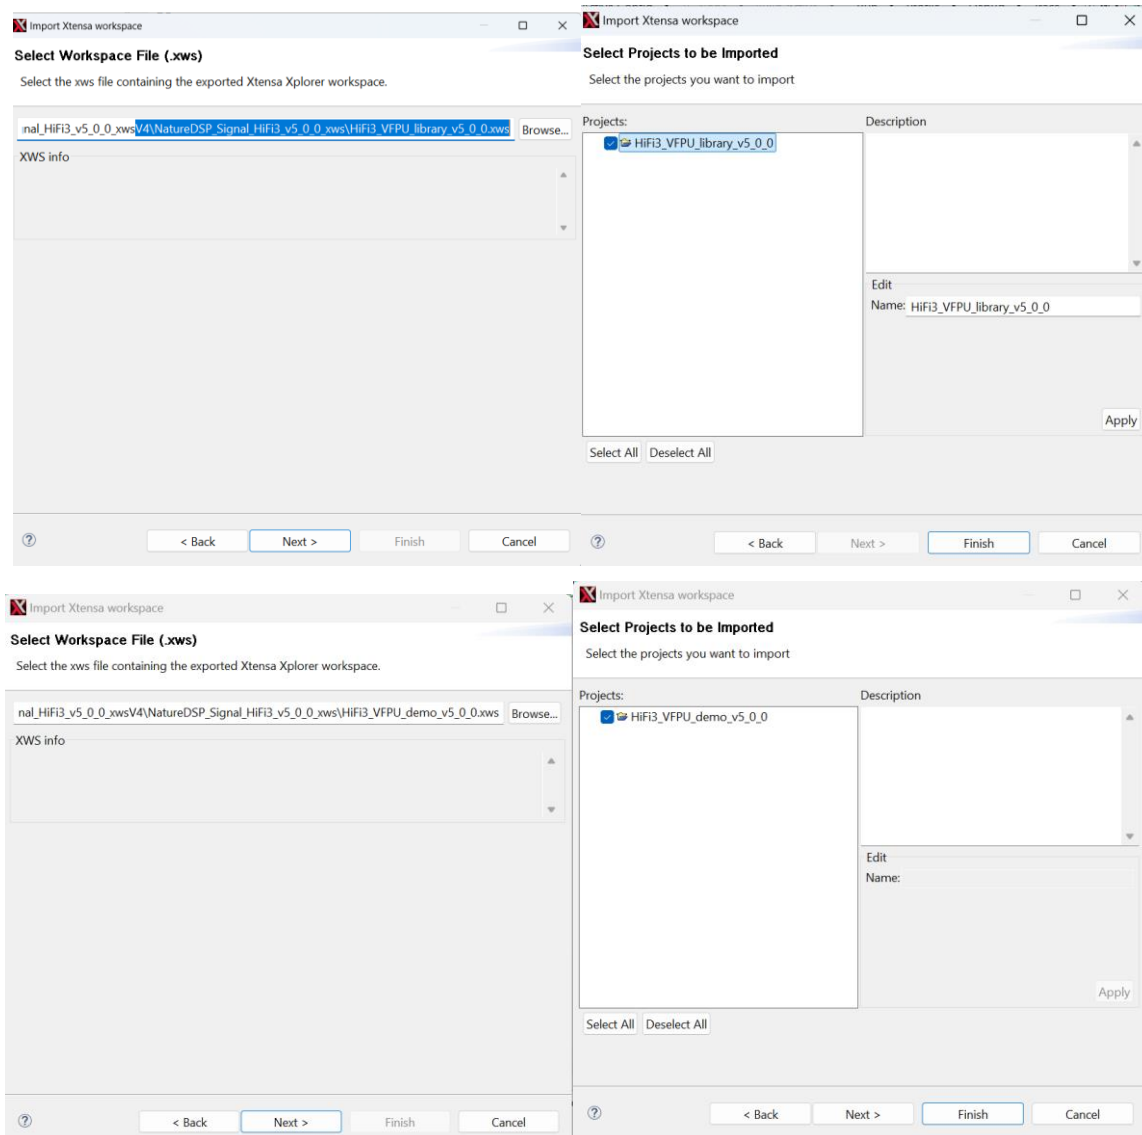 Import Xtensa workspace
Select Workspace File (.xws)
Select the xws file containing the exported Xtensa Xplorer workspace.
nal_HiFi3_v5_0_0_xwsV4\NatureDSP_Signal_HiFi3_v5_0_0_xws\HiFi3_VFPU_library_v5_0_0.xws Browse...
XWS info
< Back Next > Finish Cancel
Import Xtensa workspace
Select Projects to be Imported
Select the projects you want to import
Projects: Description
HiFi3_VFPU_library_v5_0_0
Edit
Name: HiFi3_VFPU_library_v5_0_0
Apply
Select All Deselect All
< Back Next > Finish Cancel
Import Xtensa workspace
Select Workspace File (.xws)
Select the xws file containing the exported Xtensa Xplorer workspace.
nal_HiFi3_v5_0_0_xwsV4\NatureDSP_Signal_HiFi3_v5_0_0_xws\HiFi3_VFPU_demo_v5_0_0.xws Browse...
XWS info
< Back Next > Finish Cancel
Import Xtensa workspace
Select Projects to be Imported
Select the projects you want to import
Projects: Description
HiFi3_VFPU_demo_v5_0_0
Edit
Name:
Apply
Select All Deselect All
< Back Next > Finish Cancel